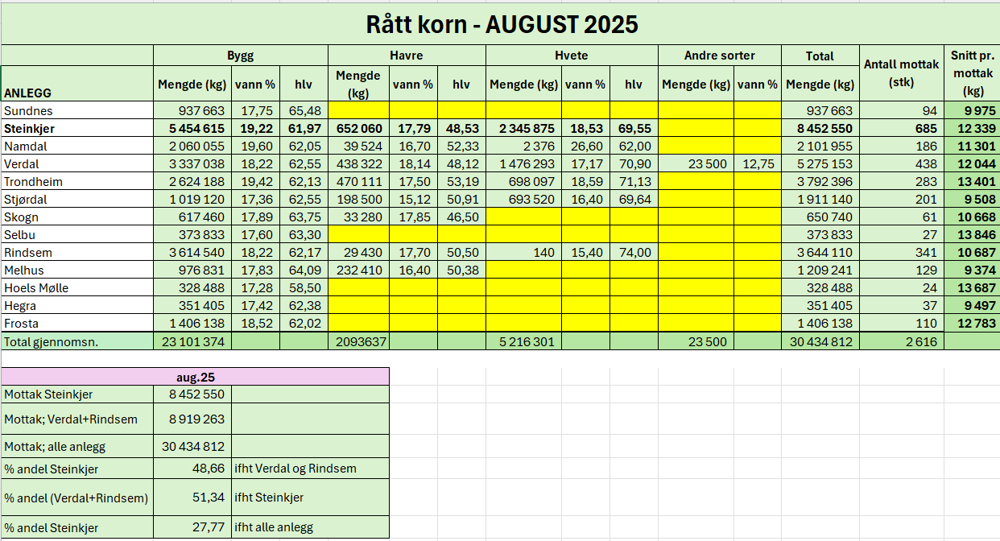 Rått korn - AUGUST 2025
Bygg Havre Hvete Andre sorter Total Antall mottak (stk) Snitt pr. mottak (kg)
ANLEGG Mengde (kg) vann % hlv Mengde (kg) vann % hlv Mengde (kg) vann % hlv Mengde (kg) vann % Mengde (kg)
Sundnes 937 663 17,75 65,48 937 663 94 9 975
Steinkjer 5 454 615 19,22 61,97 652 060 17,79 48,53 2 345 875 18,53 69,55 8 452 550 685 12 339
Namdal 2 060 055 19,60 62,05 39 524 16,70 52,33 2 376 26,60 62,00 2 101 955 186 11 301
Verdal 3 337 038 18,22 62,55 438 322 18,14 48,12 1 476 293 17,17 70,90 23 500 12,75 5 275 153 438 12 044
Trondheim 2 624 188 19,42 62,13 470 111 17,50 53,19 698 097 18,59 71,13 3 792 396 283 13 401
Stjørdal 1 019 120 17,36 62,55 198 500 15,12 50,91 693 520 16,40 69,64 1 911 140 201 9 508
Skogn 617 460 17,89 63,75 33 280 17,85 46,50 650 740 61 10 668
Selbu 373 833 17,60 63,30 373 833 27 13 846
Rindsem 3 614 540 18,22 62,17 29 430 17,70 50,50 140 15,40 74,00 3 644 110 341 10 687
Melhus 976 831 17,83 64,09 232 410 16,40 50,38 1 209 241 129 9 374
Hoels Mølle 328 488 17,28 58,50 328 488 24 13 687
Hegra 351 405 17,42 62,38 351 405 37 9 497
Frosta 1 406 138 18,52 62,02 1 406 138 110 12 783
Total gjennomsn. 23 101 374 2093637 5 216 301 23 500 30 434 812 2 616
aug.25
Mottak Steinkjer 8 452 550
Mottak; Verdal+Rindsem 8 919 263
Mottak; alle anlegg 30 434 812
% andel Steinkjer 48,66 ifht Verdal og Rindsem
% andel (Verdal+Rindsem) 51,34 ifht Steinkjer
% andel Steinkjer 27,77 ifht alle anlegg